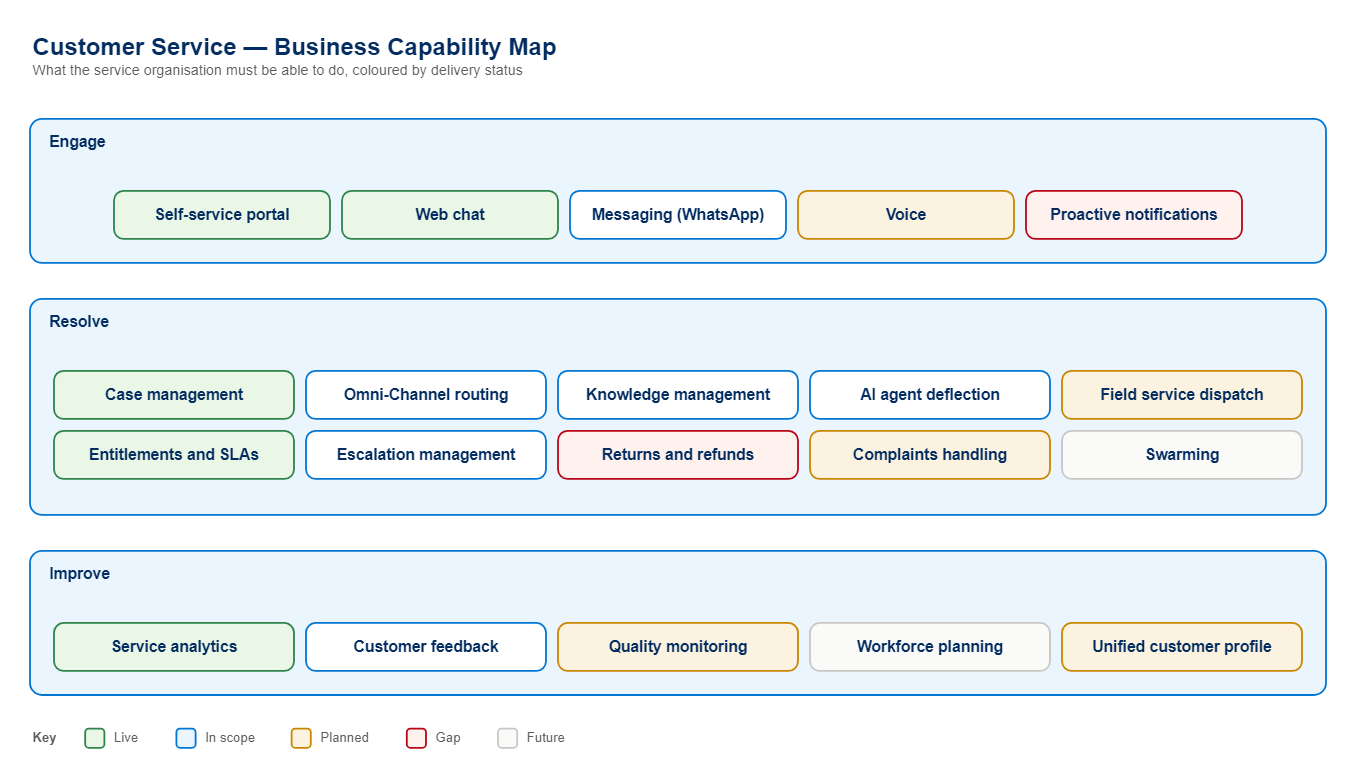 Customer Service — Business Capability Map
What the service organisation must be able to do, coloured by delivery status
Engage
Self-service portal
Web chat
Messaging (WhatsApp)
Voice
Proactive notifications
Resolve
Case management
Omni-Channel routing
Knowledge management
AI agent deflection
Field service dispatch
Entitlements and SLAs
Escalation management
Returns and refunds
Complaints handling
Swarming
Improve
Service analytics
Customer feedback
Quality monitoring
Workforce planning
Unified customer profile
Key
Live
In scope
Planned
Gap
Future